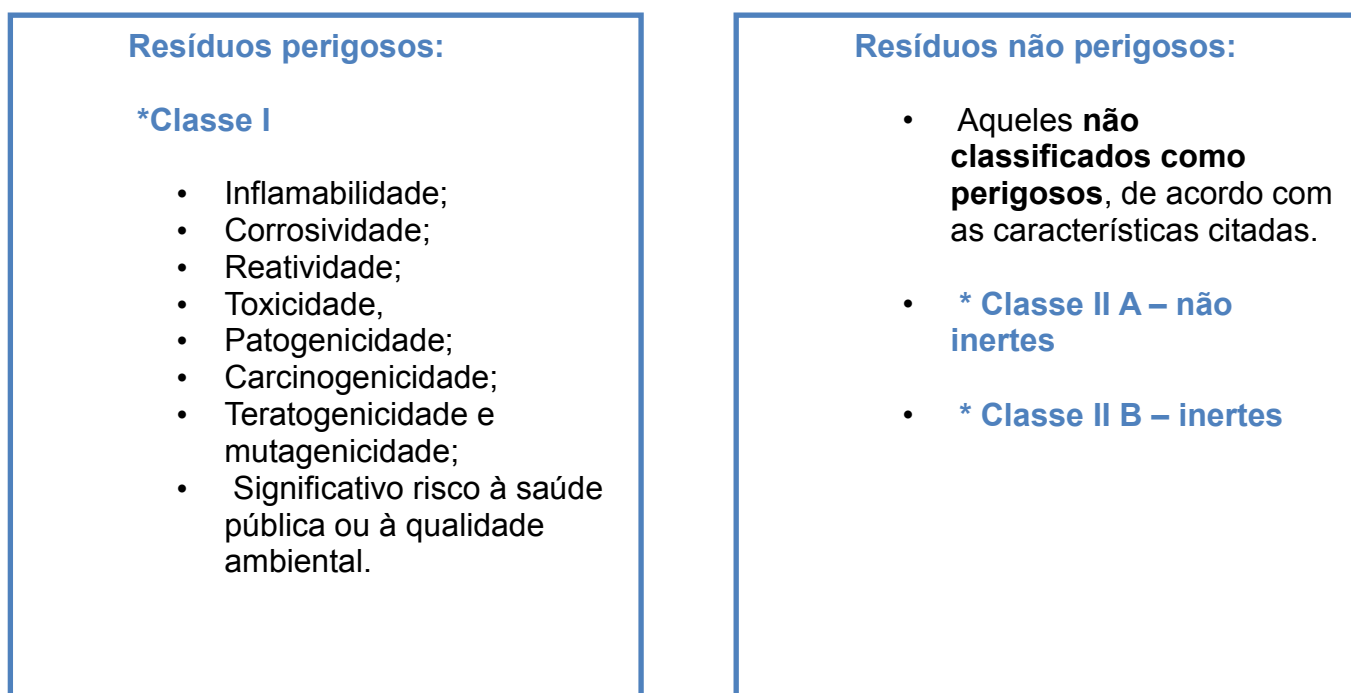 Resíduos perigosos:
*Classe I
• Inflamabilidade;
• Corrosividade;
• Reatividade;
• Toxicidade,
• Patogenicidade;
• Carcinogenicidade;
• Teratogenicidade e
mutagenicidade;
• Significativo risco à saúde
pública ou à qualidade
ambiental.
Resíduos não perigosos:
• Aqueles não
classificados como
perigosos, de acordo com
as características citadas.
• * Classe II A – não
inertes
• * Classe II B – inertes